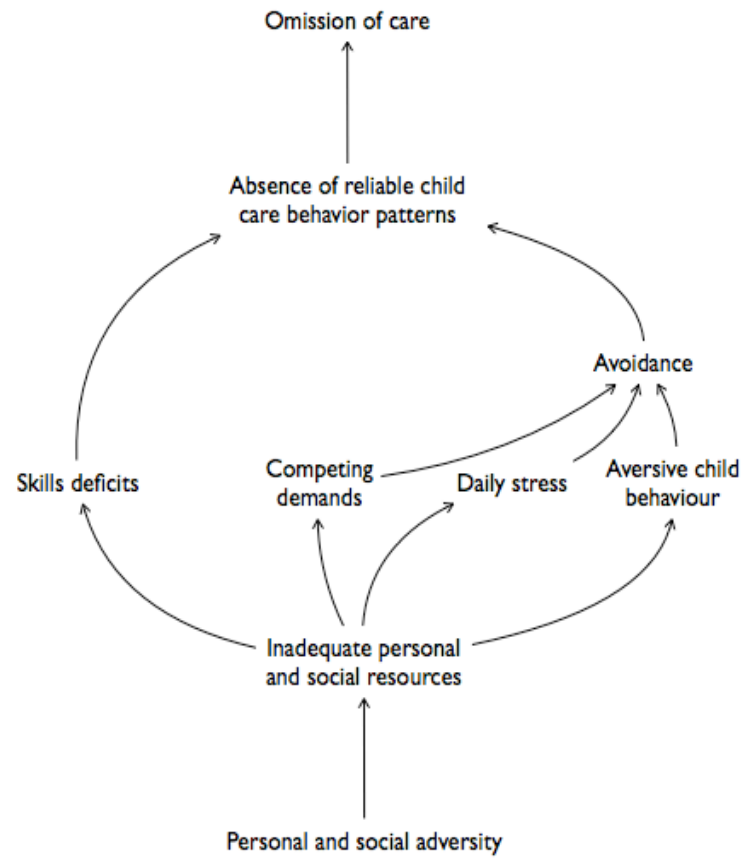 Omission of care
Absence of reliable child
care behavior patterns
Avoidance
Skills deficits
Competing
demands
Daily stress
Aversive child
behaviour
Inadequate personal
and social resources
Personal and social adversity